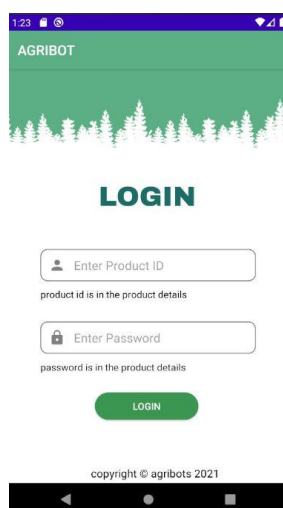 1:23
AGRIBOT
LOGIN
Enter Product ID
product id is in the product details
Enter Password
password is in the product details
LOGIN
copyright © agribots 2021